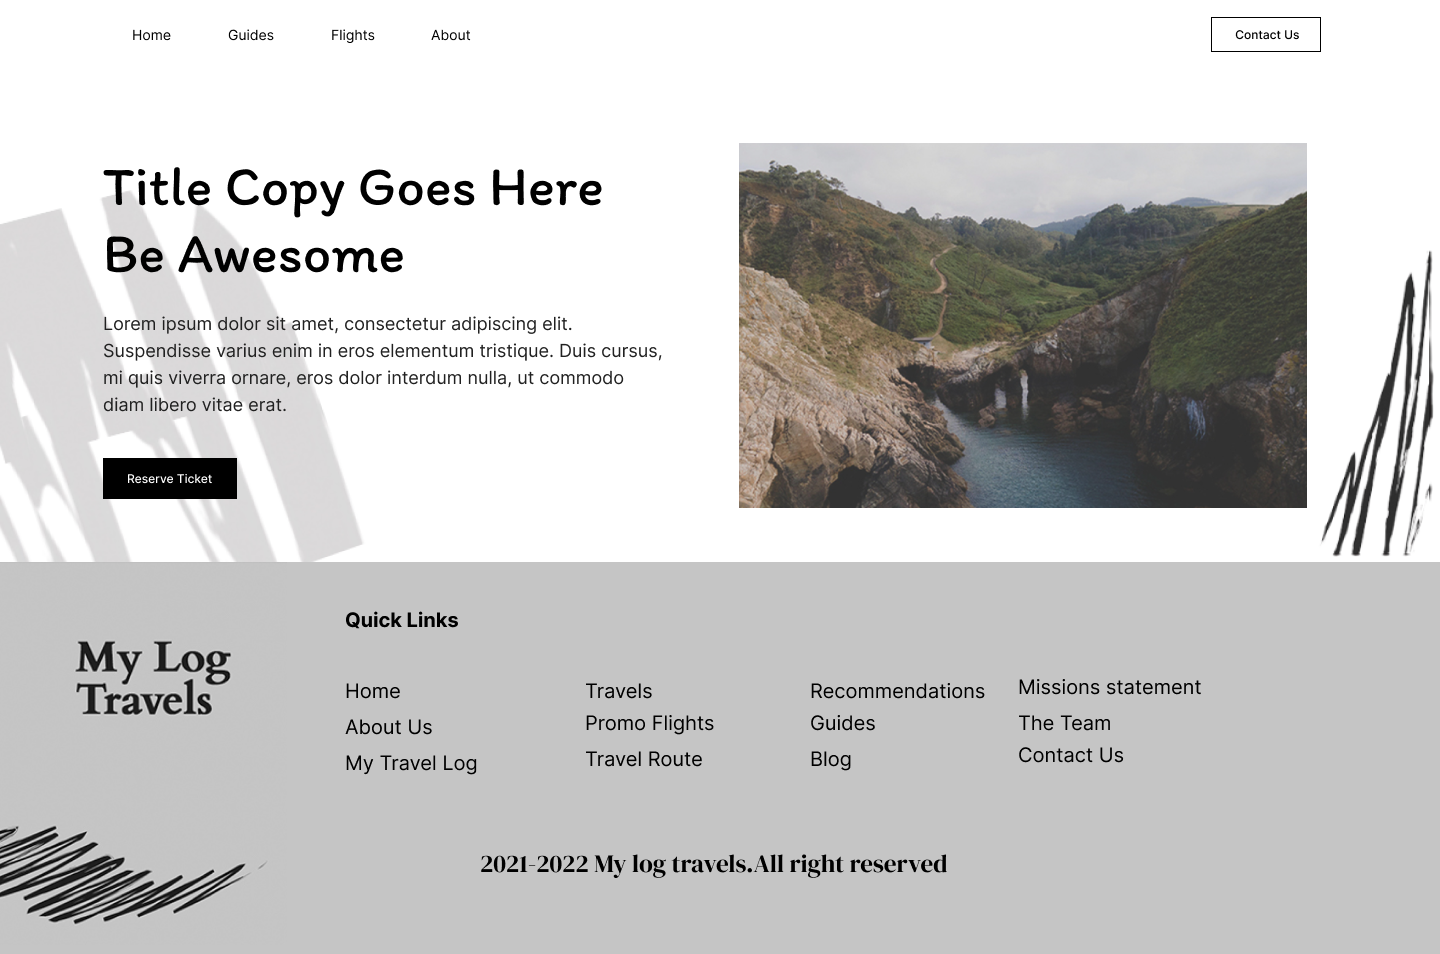 Home
Guides
Flights
About
Contact Us
Title Copy Goes Here
Be Awesome
Lorem ipsum dolor sit amet, consectetur adipiscing elit.
Suspendisse varius enim in eros elementum tristique. Duis cursus,
mi quis viverra ornare, eros dolor interdum nulla, ut commodo
diam libero vitae erat.
Reserve Ticket
My Log
Travels
Quick Links
Home
About Us
My Travel Log
Travels
Promo Flights
Travel Route
Recommendations
Guides
Blog
Missions statement
The Team
Contact Us
2021-2022 My log travels.All right reserved